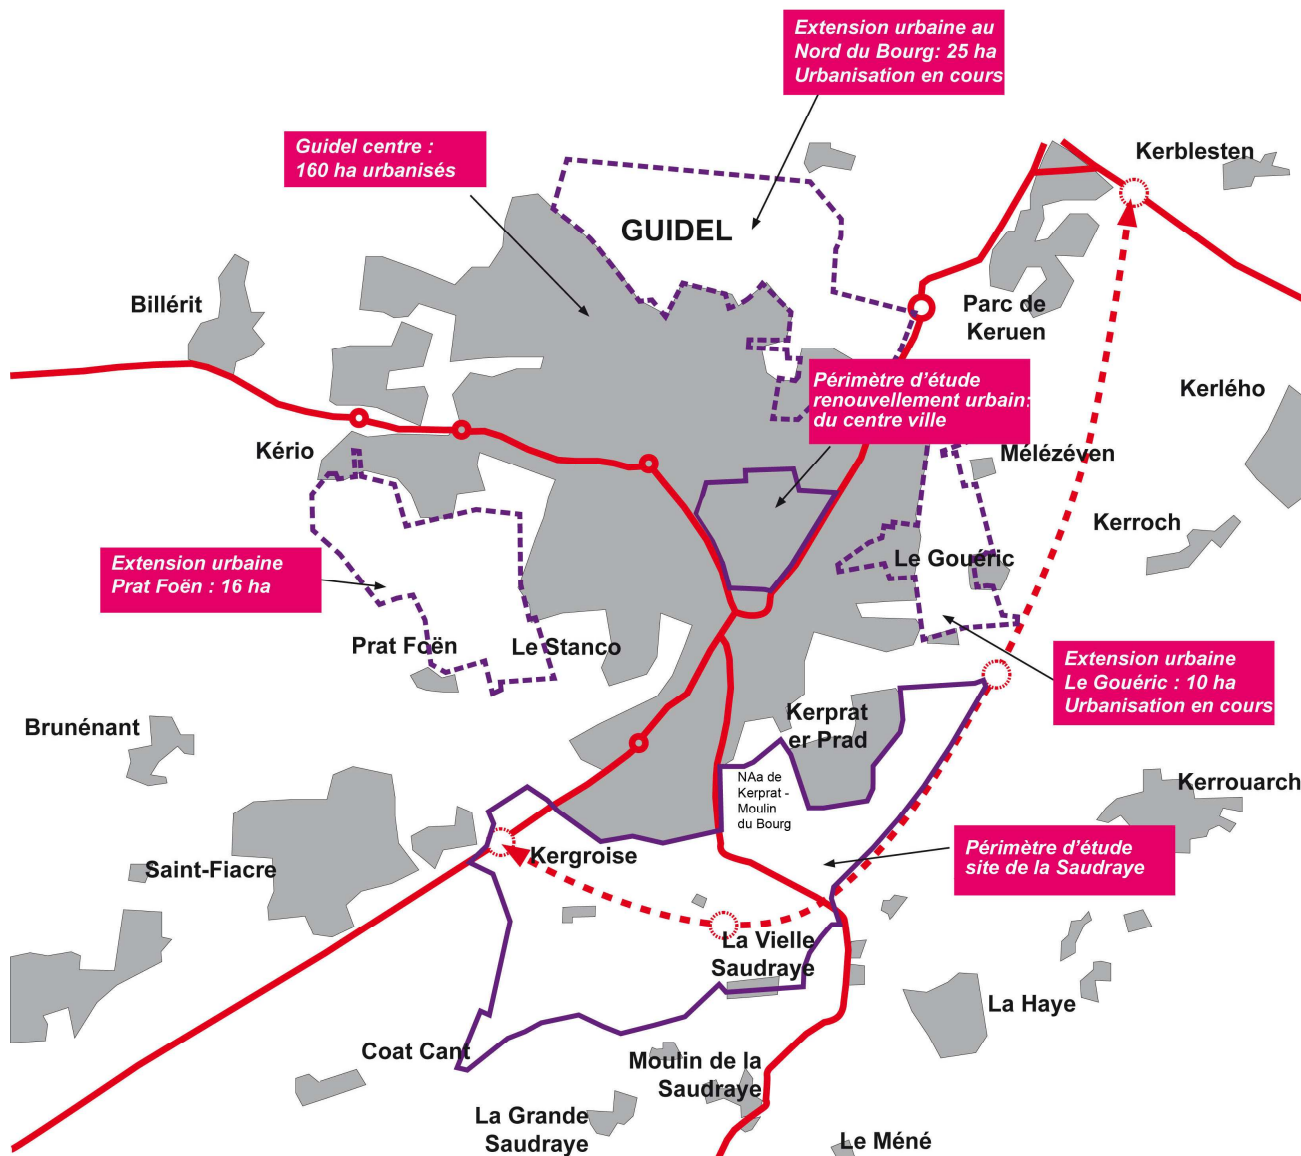 Extension urbaine au
Nord du Bourg: 25 ha
Urbanisation en cours
Guidel centre :
160 ha urbanisés
Kerblesten
GUIDEL
Billérit
Parc de
Keruen
Périmètre d'étude
renouvellement urbain:
du centre ville
Kerlého
Kério
Mélézéven
Kerroch
Extension urbaine
Prat Foën : 16 ha
Le Gouéric
Prat Foën
Le Stanco
Extension urbaine
Le Gouéric : 10 ha
Urbanisation en cours
Brunénant
Kerprat
er Prad
NAa de
Kerprat -
Moulin
du Bourg
Kerrouarch
Périmètre d'étude
site de la Saudraye
Kergroise
Saint-Fiacre
La Vielle
Saudraye
La Haye
Coat Cant
Moulin de la
Saudraye
La Grande
Saudraye
Le Méné